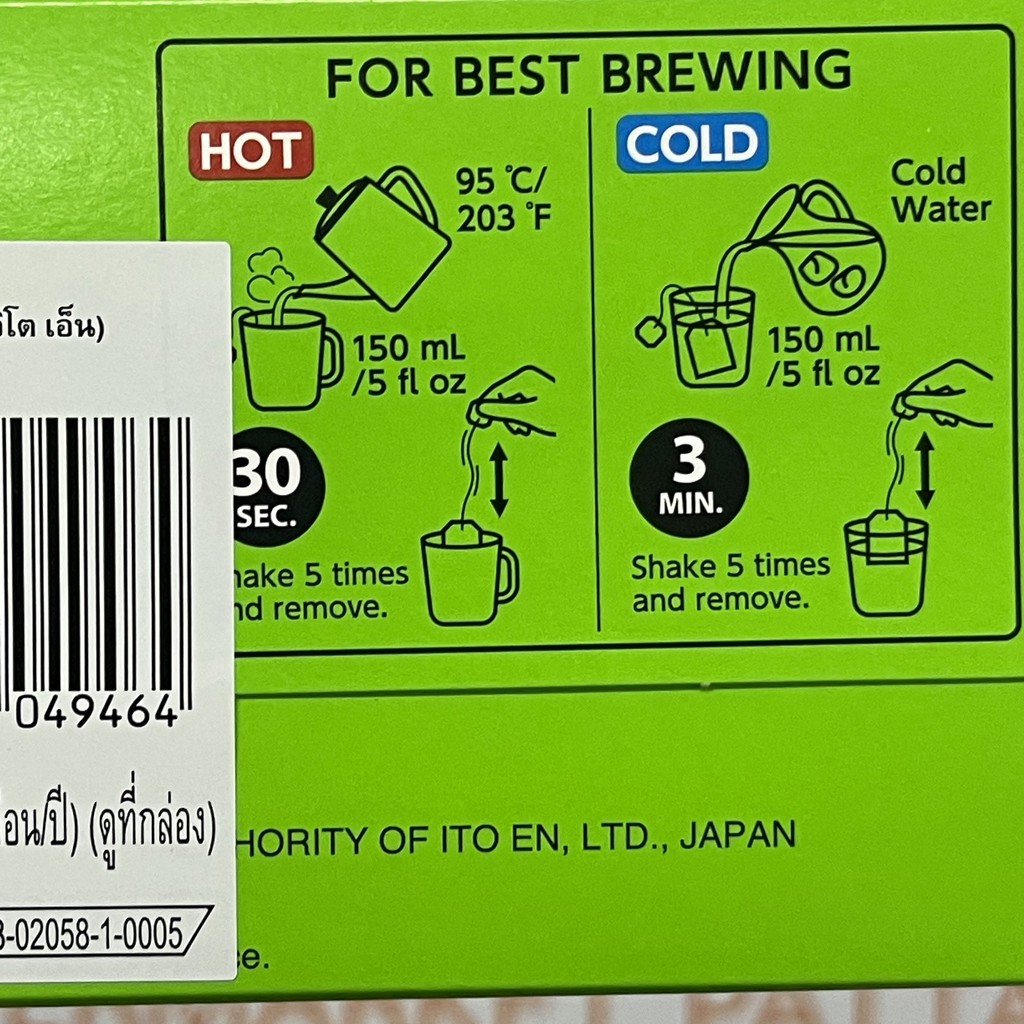 FOR BEST BREWING
HOT
95 ℃/
203 ℉
150 mL
/5 fl oz
30
SEC.
hake 5 times
nd remove.
COLD
Cold
Water
150 mL
/5 fl oz
3
MIN.
Shake 5 times
and remove.
โต เอ็น)
049464
อน/ปี) (ดูที่กล่อง)
-02058-1-0005
HORITY OF ITO EN, LTD., JAPAN
ce.